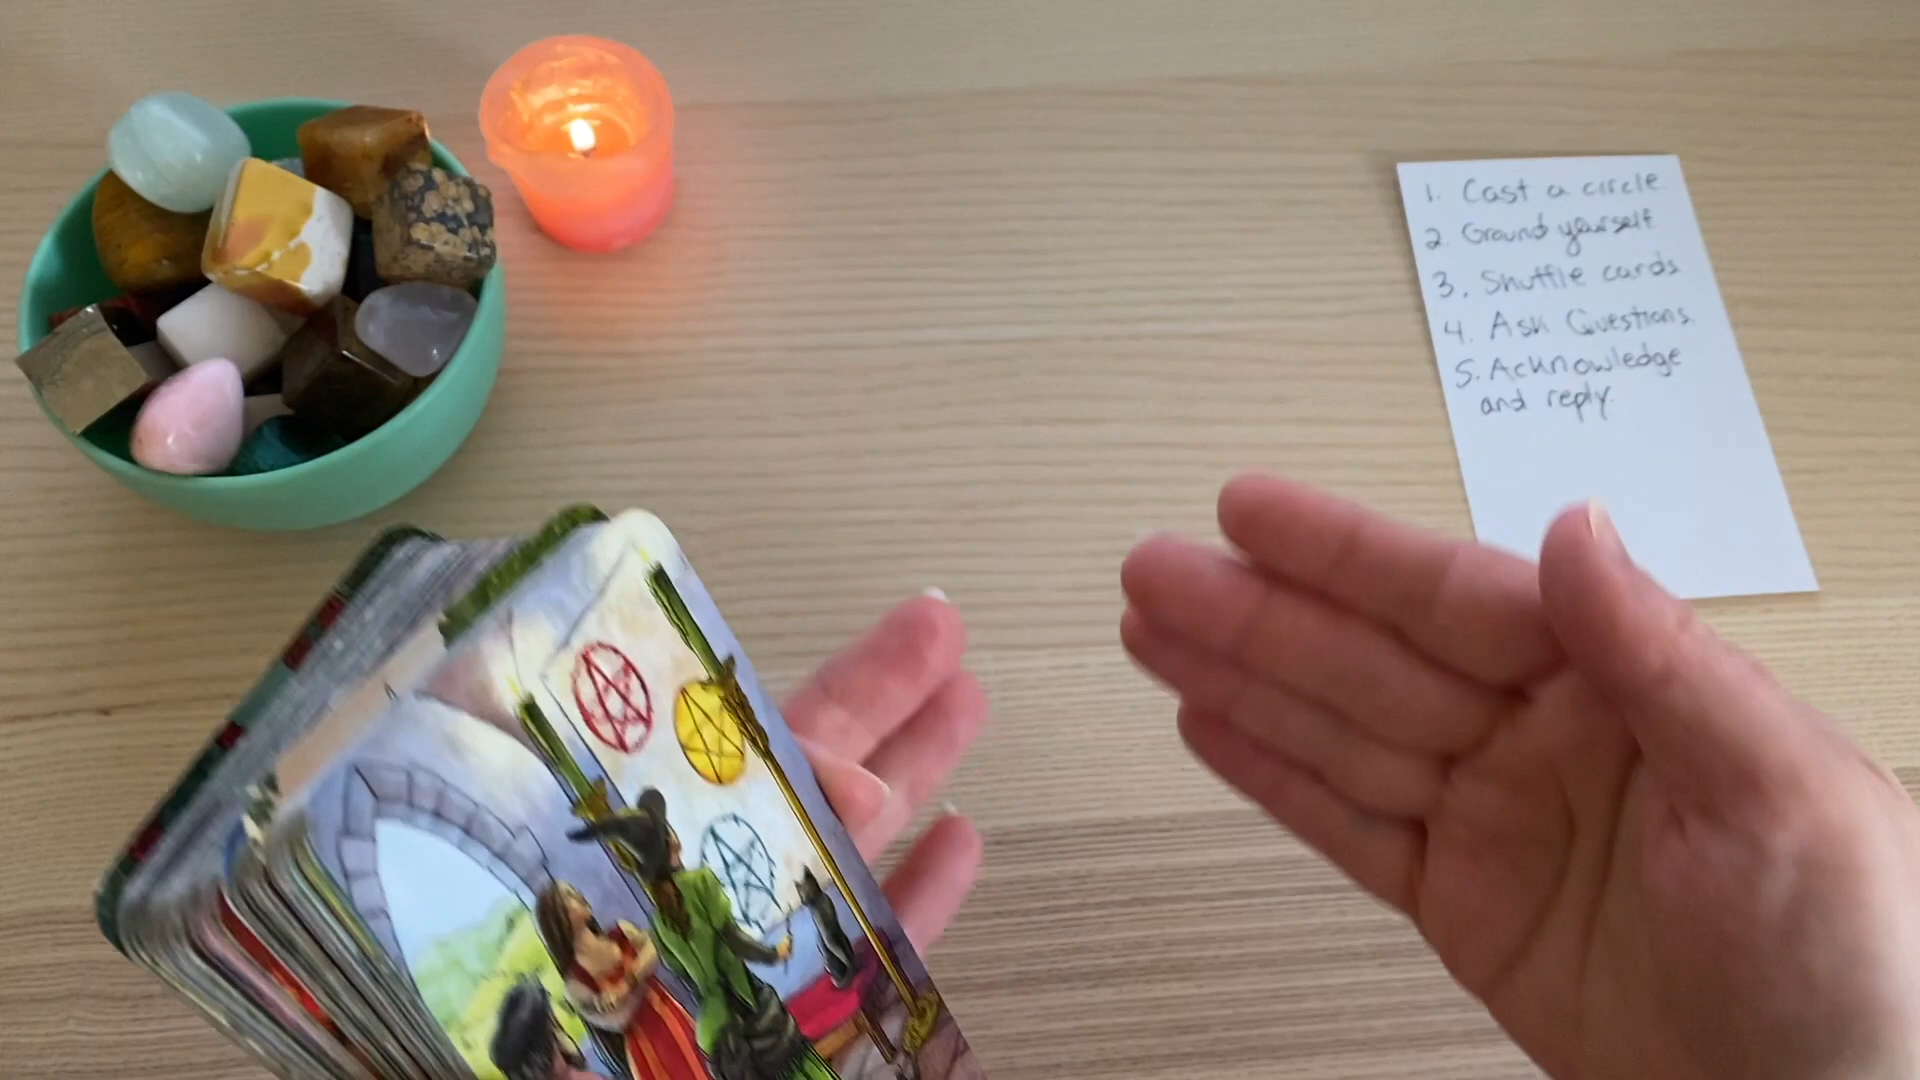 1. Cast a circle
2. Ground yourself
3. Shuffle cards
4. Ask Questions.
5. Acknowledge
and reply.